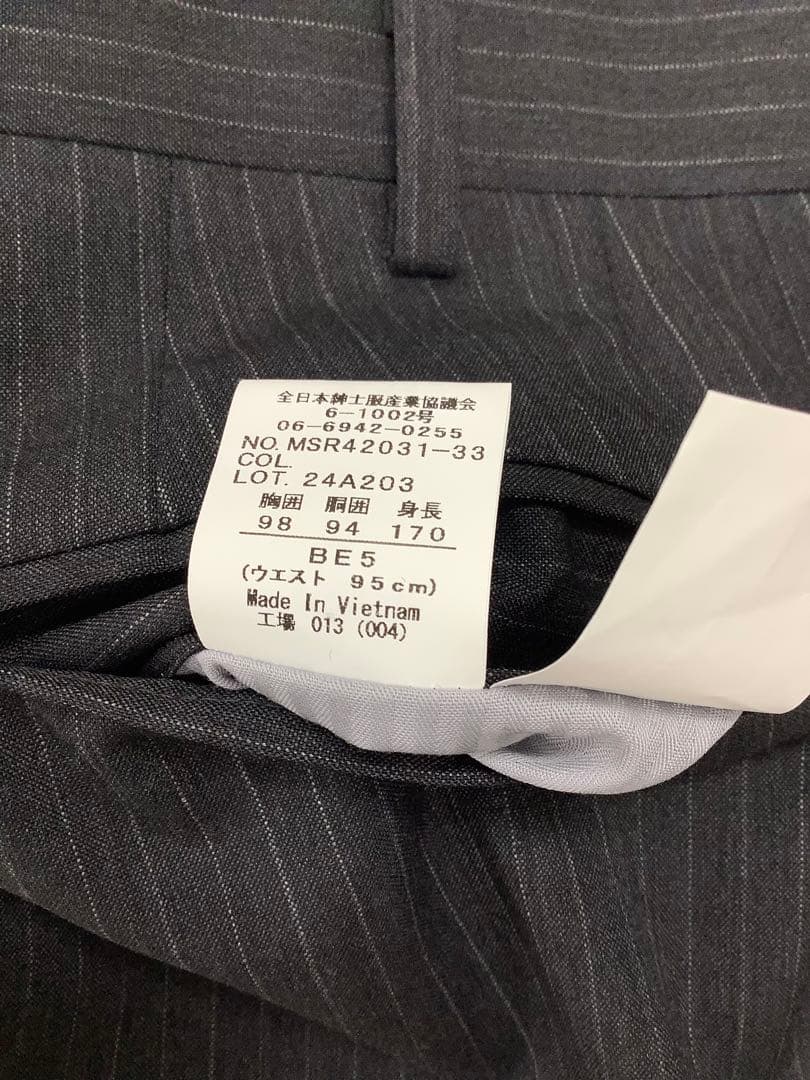 全日本紳士服産業協議会
6-1002号
06-6942-0255
NO. MSR42031-33
COL.
LOT. 24A203
胸囲 胴囲 身長
98 94 170
BE5
(ウエスト 95cm)
Made In Vietnam
工場 013 (004)